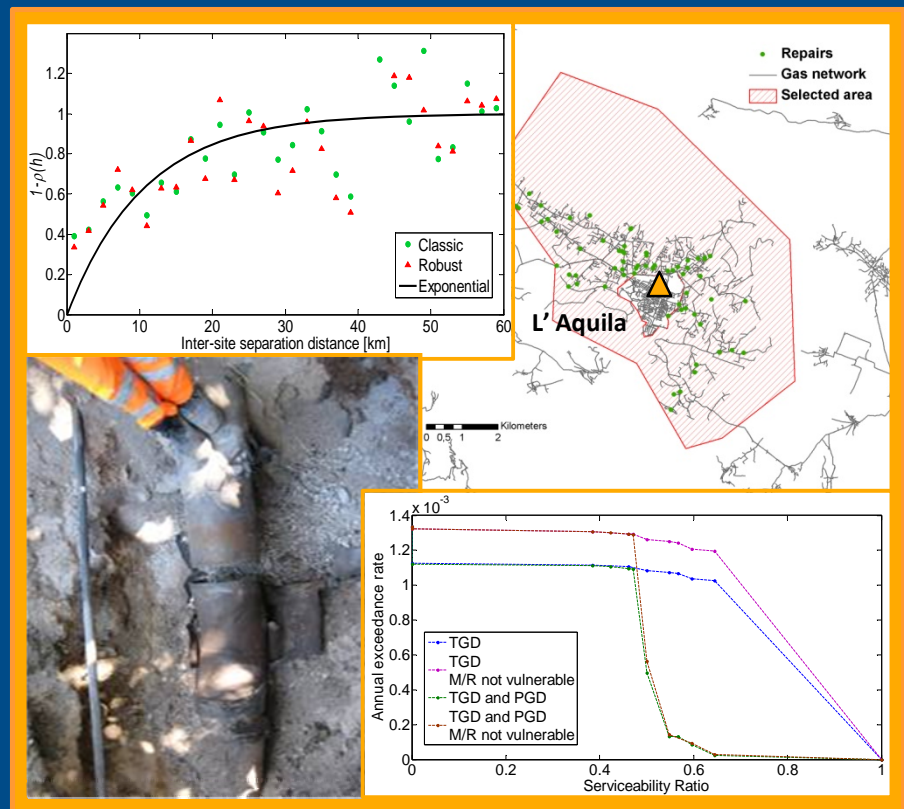 1.2
1
0.8
0.6
0.4
0.2
0
1-ρ(h)
Classic
Robust
Exponential
0 10 20 30 40 50 60
Inter-site separation distance [km]
Repairs
Gas network
Selected area
L' Aquila
Kilometers
0 0,5 1 2
x 10-3
1.4
1.2
1
0.8
0.6
0.4
0.2
0
Annual exceedance rate
TGD
TGD
M/R not vulnerable
TGD and PGD
TGD and PGD
M/R not vulnerable
0 0.2 0.4 0.6 0.8 1
Serviceability Ratio